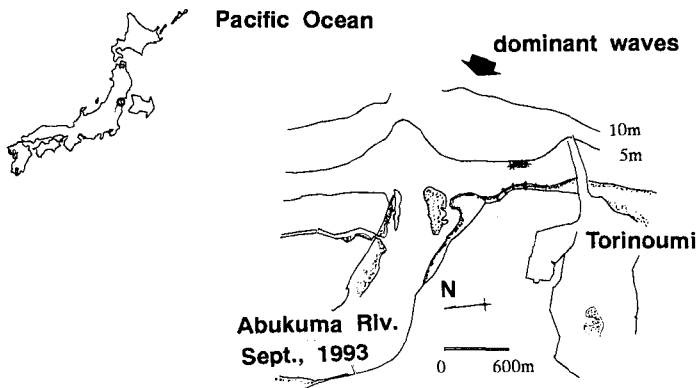 Pacific Ocean
dominant waves
10m
5m
Torinoumi
N
Abukuma Riv.
Sept., 1993
0 600m